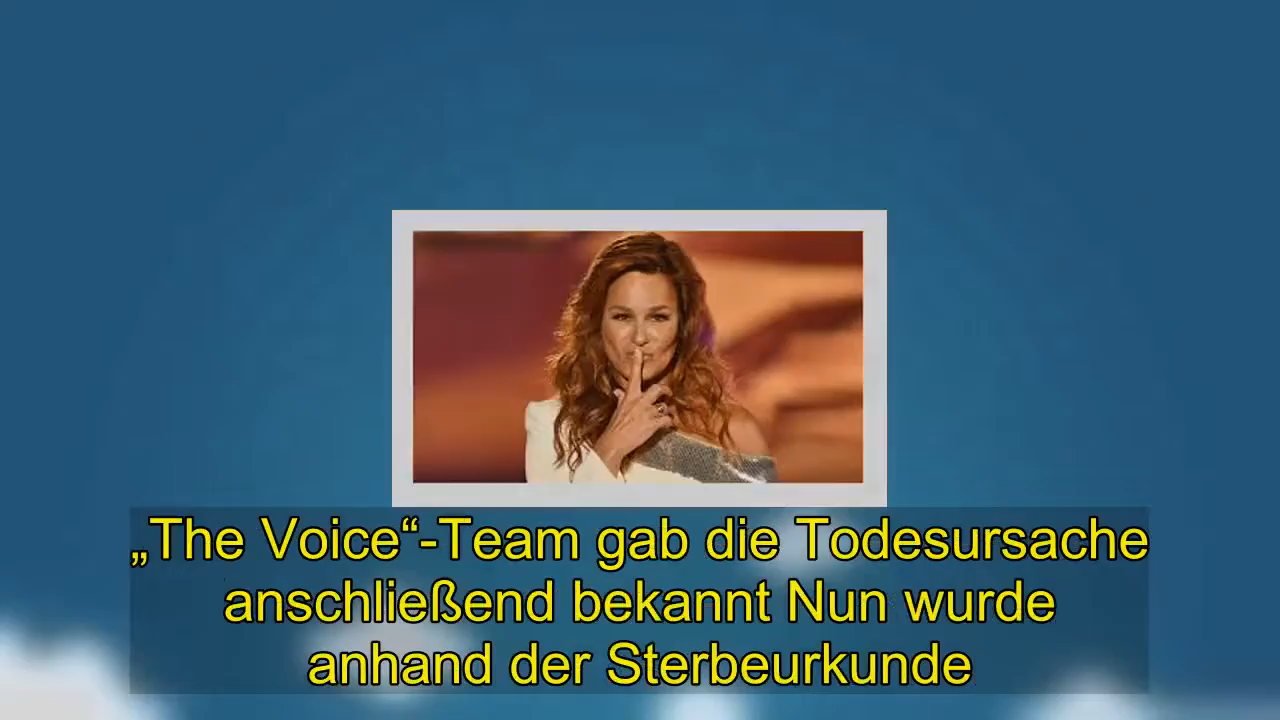 „The Voice“-Team gab die Todesursache
anschließend bekannt Nun wurde
anhand der Sterbeurkunde